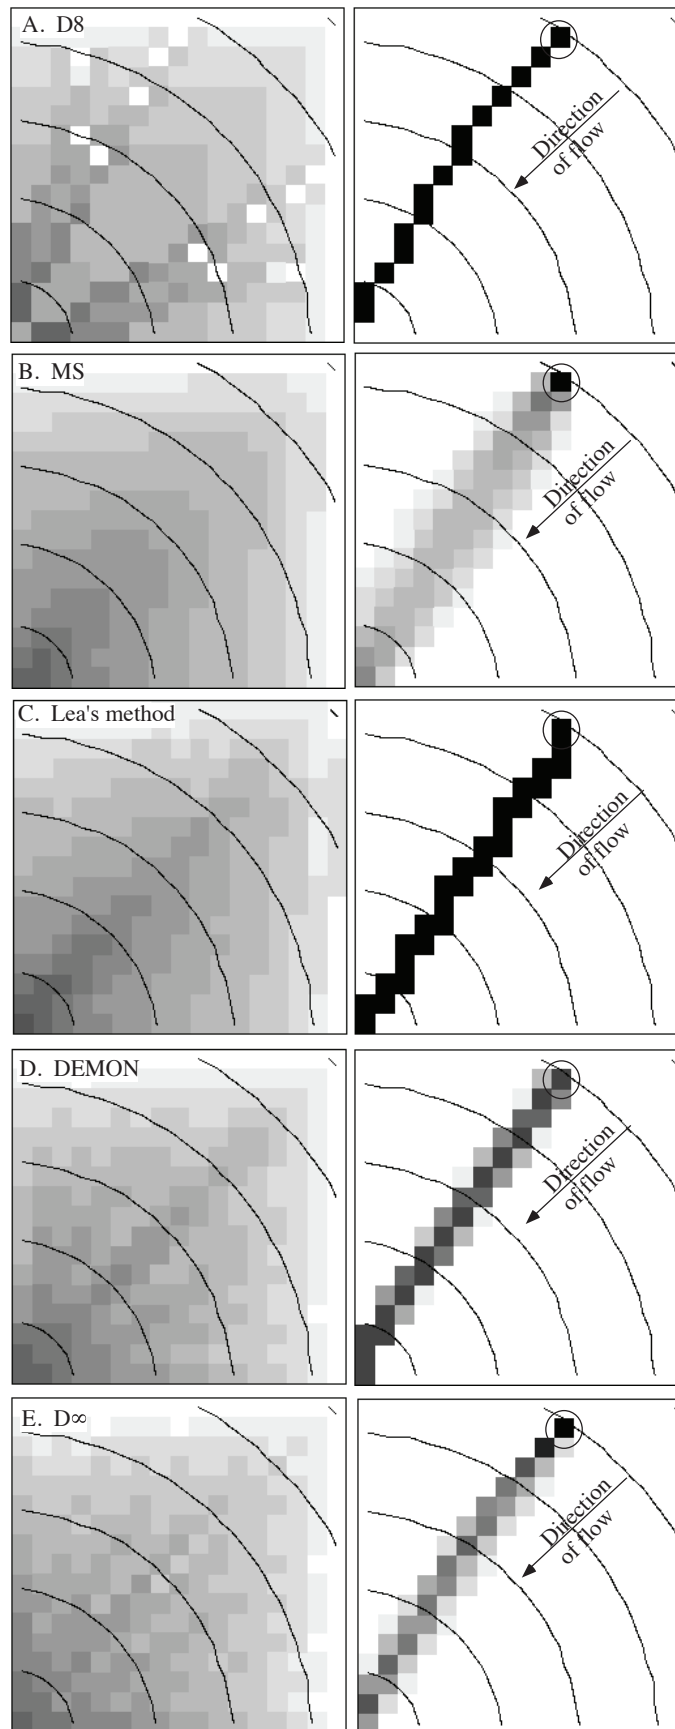 A. D8
Direction
of flow
B. MS
Direction
of flow
C. Lea's method
Direction
of flow
D. DEMON
Direction
of flow
E. D∞
Direction
of flow